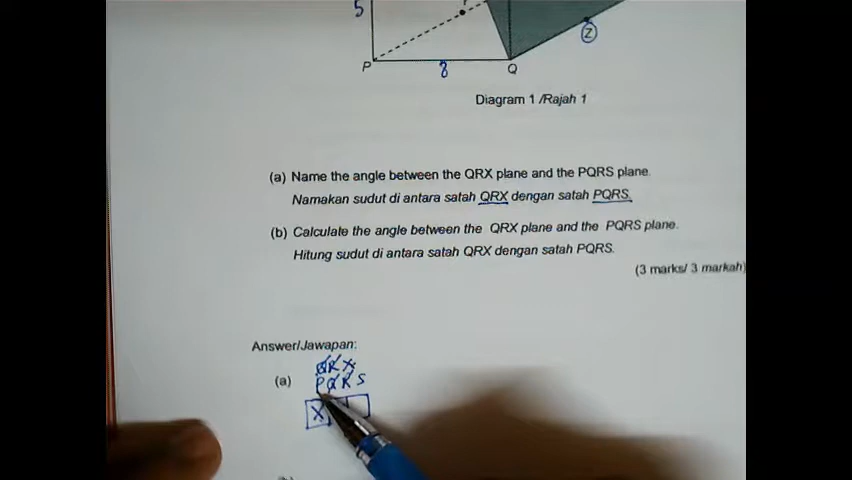 5
Y
Z
P
8
Q
Diagram 1 /Rajah 1
(a) Name the angle between the QRX plane and the PQRS plane.
Namakan sudut di antara satah QRX dengan satah PQRS.
(b) Calculate the angle between the QRX plane and the PQRS plane.
Hitung sudut di antara satah QRX dengan satah PQRS.
(3 marks/ 3 markah)
Answer/Jawapan:
QRX
(a) PQRS
X